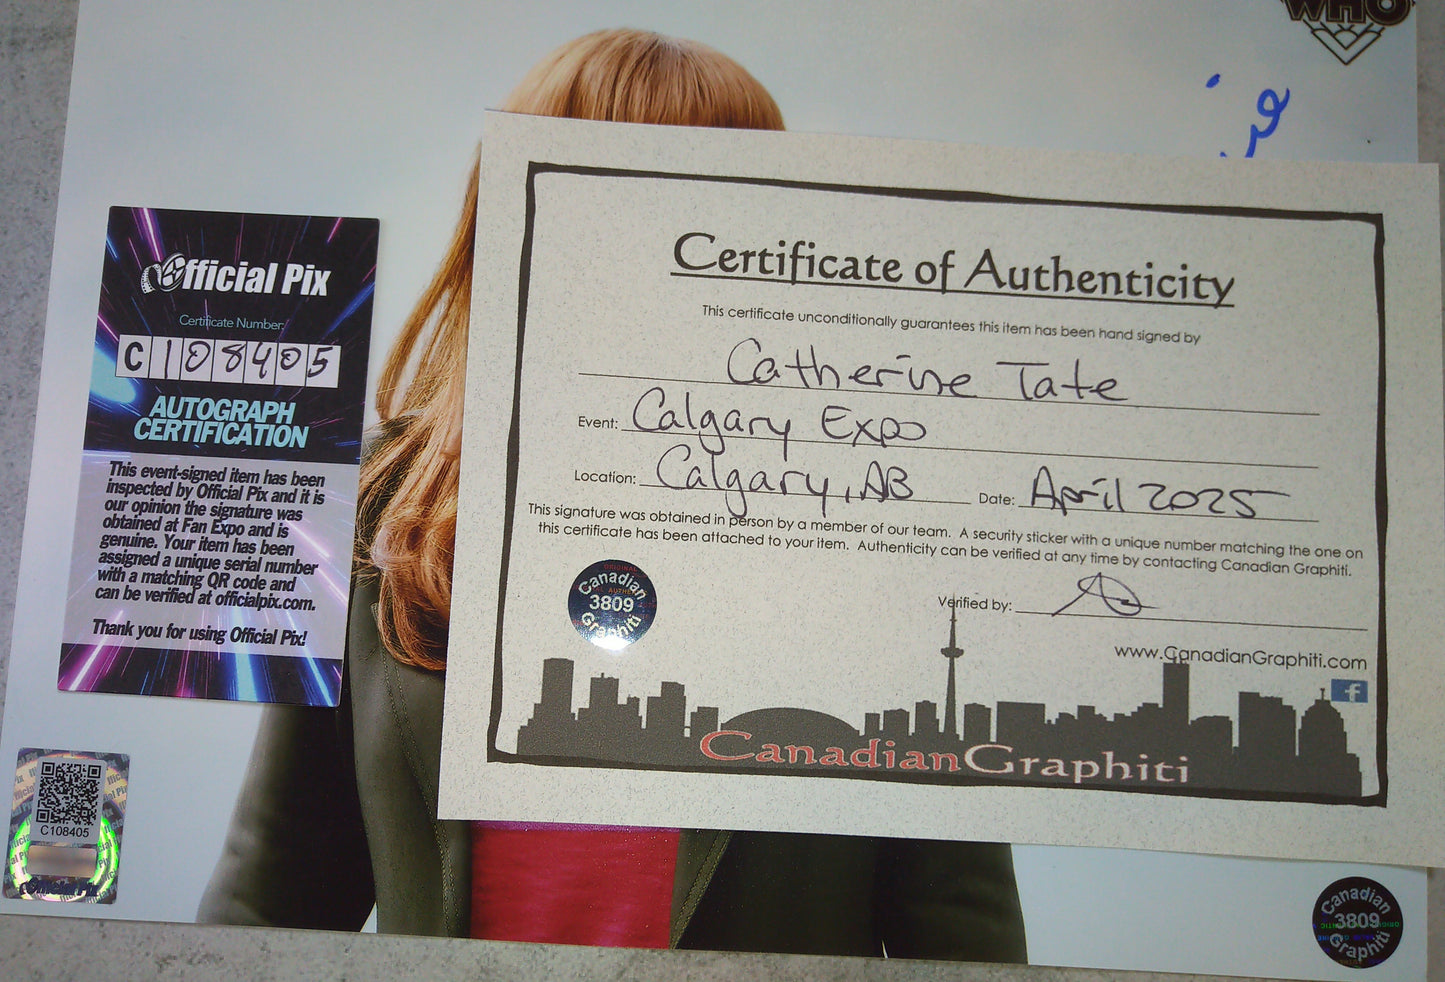 WHO
Official Pix
Certificate Number:
C108405
AUTOGRAPH
CERTIFICATION
This event-signed item has been
inspected by Official Pix and it is
our opinion the signature was
obtained at Fan Expo and is
genuine. Your item has been
assigned a unique serial number
with a matching QR code and
can be verified at officialpix.com.
Thank you for using Official Pix!
C108405
Official Pix
Certificate of Authenticity
This certificate unconditionally guarantees this item has been hand signed by
Catherine Tate
Event: Calgary Expo
Location: Calgary, AB Date: April 2025
This signature was obtained in person by a member of our team. A security sticker with a unique number matching the one on
this certificate has been attached to your item. Authenticity can be verified at any time by contacting Canadian Graphiti.
Canadian
3809
Graphiti
Verified by:
www.CanadianGraphiti.com
f
CanadianGraphiti
Canadian
3809
Graphiti